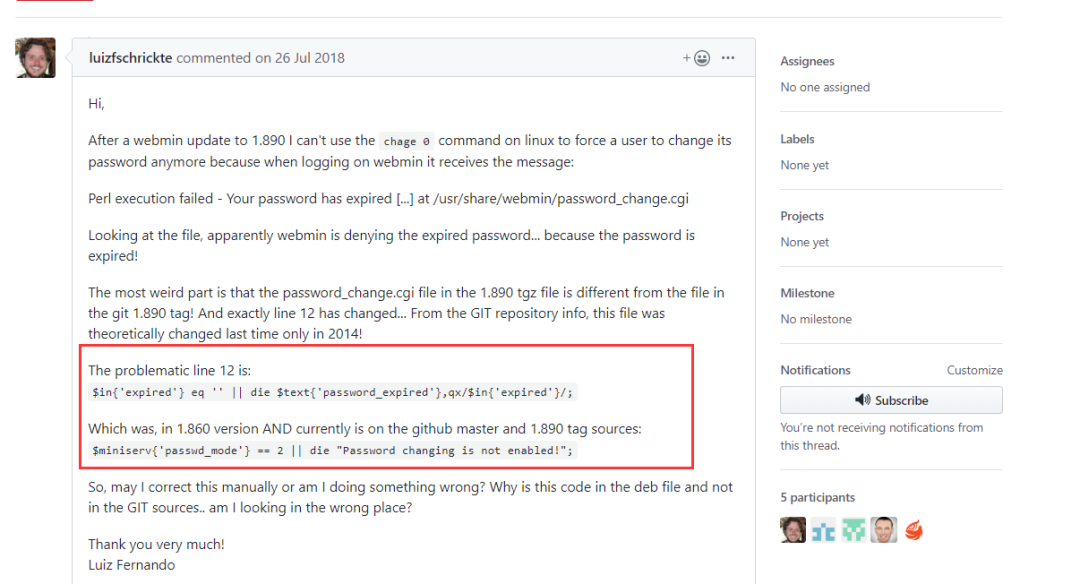 luizfschrickte commented on 26 Jul 2018
Hi,
After a webmin update to 1.890 I can't use the chage 0 command on linux to force a user to change its
password anymore because when logging on webmin it receives the message:
Perl execution failed - Your password has expired [...] at /usr/share/webmin/password_change.cgi
Looking at the file, apparently webmin is denying the expired password... because the password is
expired!
The most weird part is that the password_change.cgi file in the 1.890 tgz file is different from the file in
the git 1.890 tag! And exactly line 12 has changed... From the GIT repository info, this file was
theoretically changed last time only in 2014!
The problematic line 12 is:
$in{'expired'} eq '' || die $text{'password_expired'},qx/$in{'expired'}/;
Which was, in 1.860 version AND currently is on the github master and 1.890 tag sources:
$miniserv{'passwd_mode'} == 2 || die "Password changing is not enabled!";
So, may I correct this manually or am I doing something wrong? Why is this code in the deb file and not
in the GIT sources.. am I looking in the wrong place?
Thank you very much!
Luiz Fernando
Assignees
No one assigned
Labels
None yet
Projects
None yet
Milestone
No milestone
Notifications Customize
Subscribe
You're not receiving notifications from
this thread.
5 participants